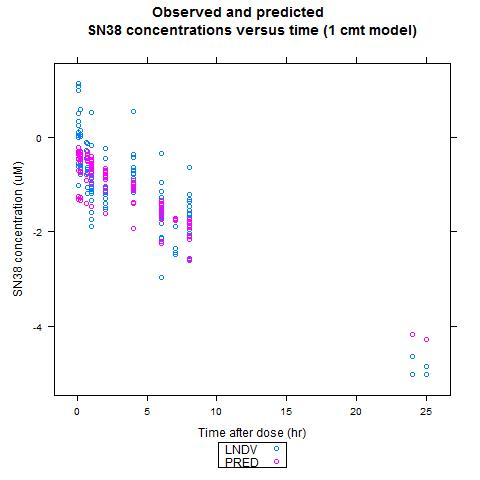 Observed and predicted
SN38 concentrations versus time (1 cmt model)
SN38 concentration (uM)
0
-2
-4
0
5
10
15
20
25
Time after dose (hr)
LNDV
PRED